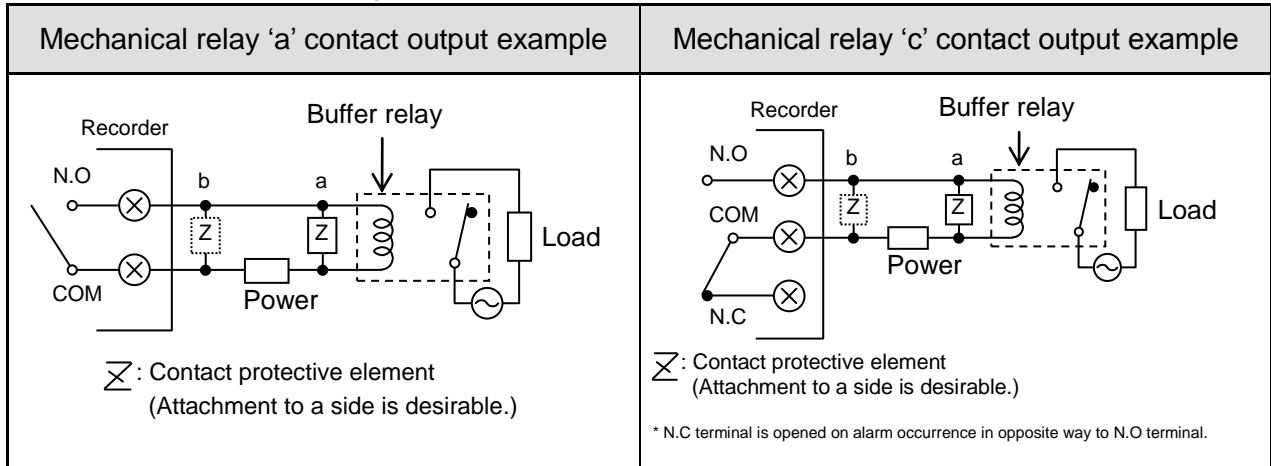 Mechanical relay ‘a’ contact output example
Recorder
Buffer relay
N.O
b
a
Z
Z
Load
COM
Power
Z : Contact protective element
(Attachment to a side is desirable.)
Mechanical relay ‘c’ contact output example
Recorder
Buffer relay
N.O
b
a
COM
Z
Z
Load
Power
N.C
Z : Contact protective element
(Attachment to a side is desirable.)
* N.C terminal is opened on alarm occurrence in opposite way to N.O terminal.